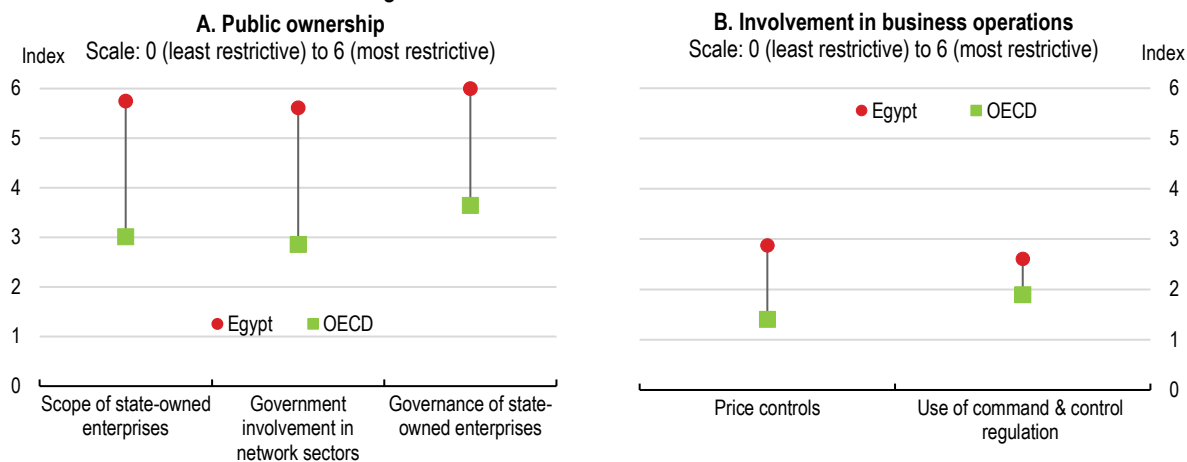 A. Public ownership
Scale: 0 (least restrictive) to 6 (most restrictive)
Index
6
5
4
3
2
1
0
Egypt
OECD
Scope of state-owned
enterprises
Government
involvement in
network sectors
Governance of state-
owned enterprises
B. Involvement in business operations
Scale: 0 (least restrictive) to 6 (most restrictive)
Index
6
5
4
3
2
1
0
Egypt
OECD
Price controls
Use of command & control
regulation